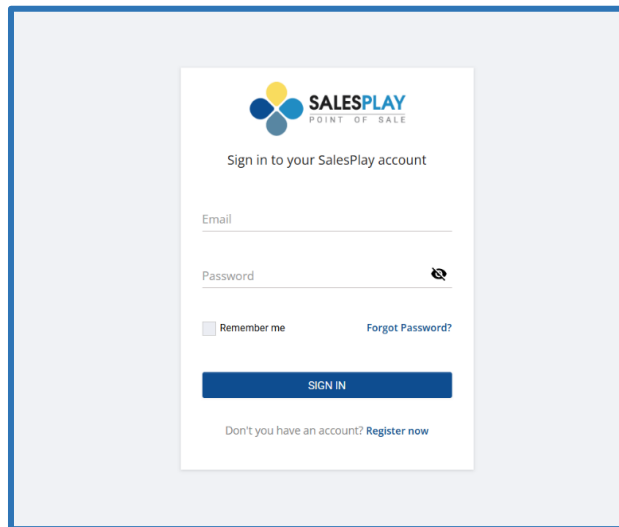 SALESPLAY
POINT OF SALE
Sign in to your SalesPlay account
Email
Password
Remember me Forgot Password?
SIGN IN
Don't you have an account? Register now